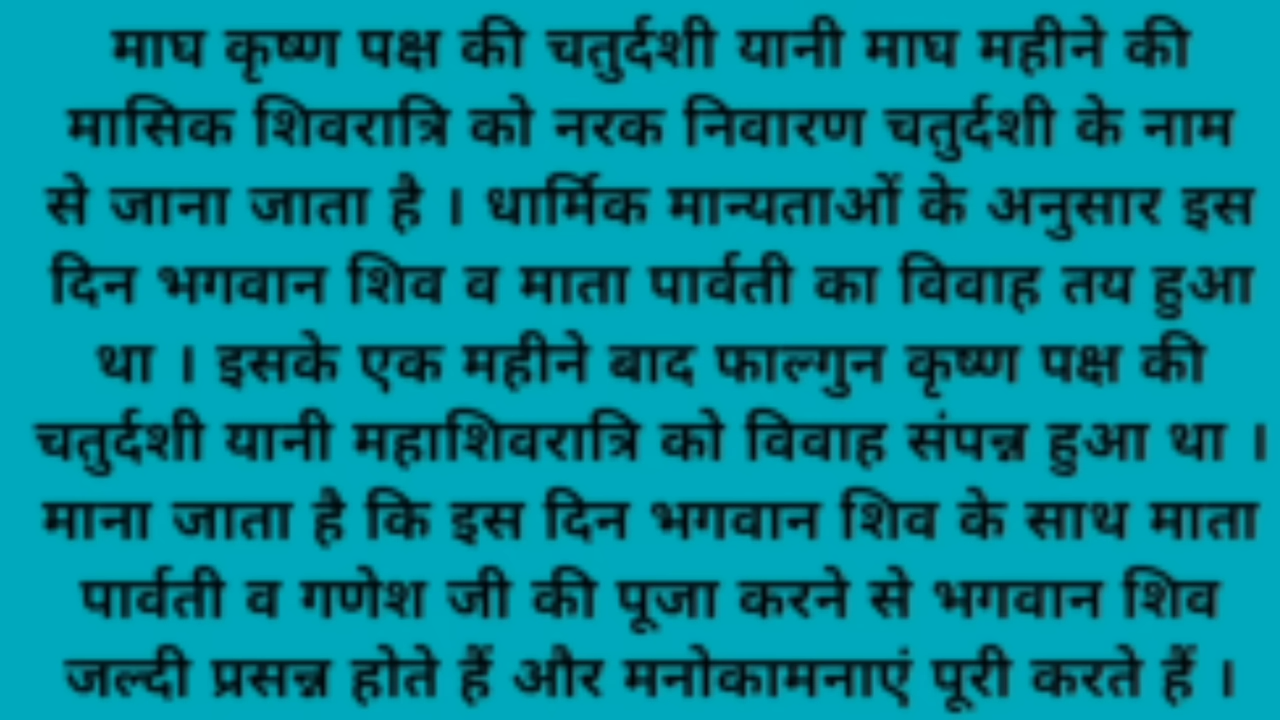 माघ कृष्ण पक्ष की चतुर्दशी यानी माघ महीने की
मासिक शिवरात्रि को नरक निवारण चतुर्दशी के नाम
से जाना जाता है । धार्मिक मान्यताओं के अनुसार इस
दिन भगवान शिव व माता पार्वती का विवाह तय हुआ
था । इसके एक महीने बाद फाल्गुन कृष्ण पक्ष की
चतुर्दशी यानी महाशिवरात्रि को विवाह संपन्न हुआ था ।
माना जाता है कि इस दिन भगवान शिव के साथ माता
पार्वती व गणेश जी की पूजा करने से भगवान शिव
जल्दी प्रसन्न होते हैं और मनोकामनाएं पूरी करते हैं ।